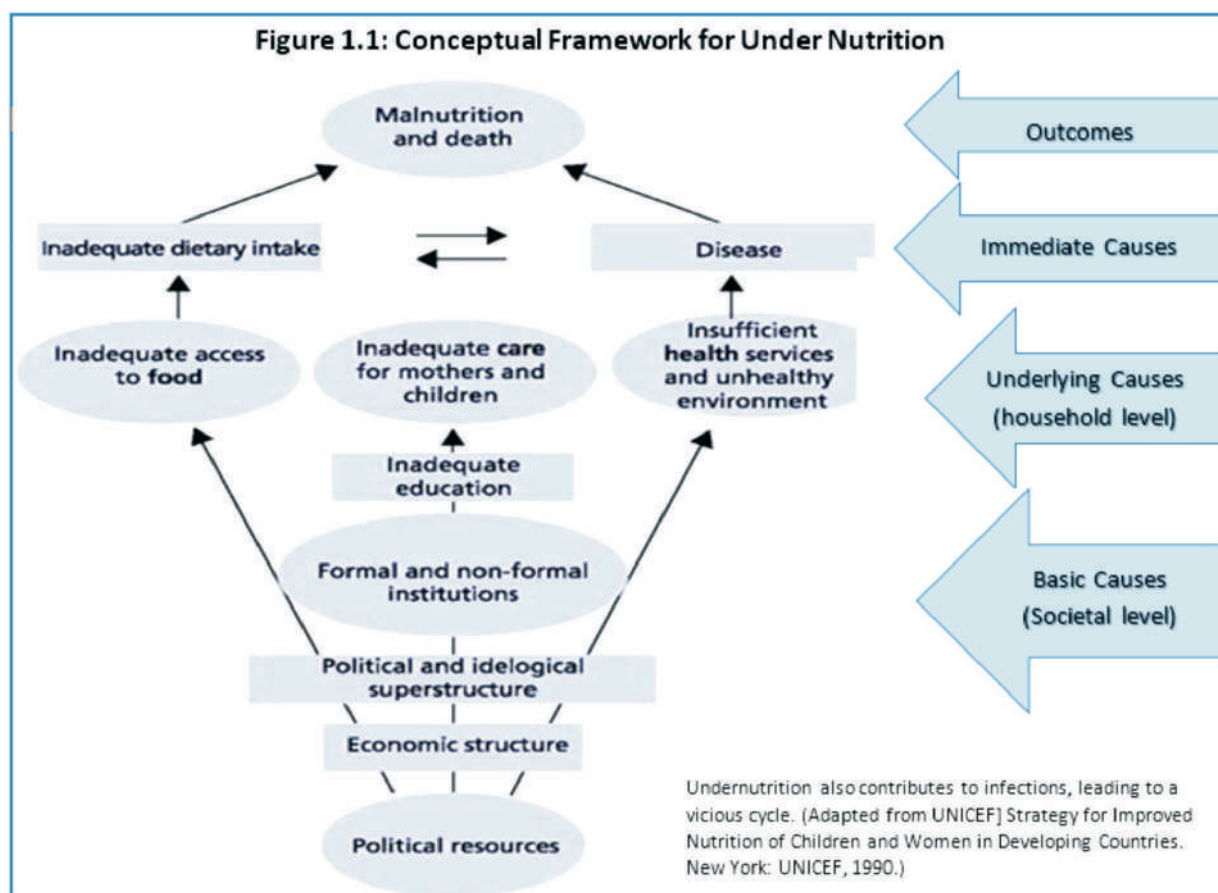 Figure 1.1: Conceptual Framework for Under Nutrition
Malnutrition
and death
Outcomes
Inadequate dietary intake
Disease
Immediate Causes
Inadequate access
to food
Inadequate care
for mothers and
children
Insufficient
health services
and unhealthy
environment
Underlying Causes
(household level)
Inadequate
education
Formal and non-formal
institutions
Basic Causes
(Societal level)
Political and idelogical
superstructure
Economic structure
Political resources
Undernutrition also contributes to infections, leading to a
vicious cycle. (Adapted from UNICEF] Strategy for Improved
Nutrition of Children and Women in Developing Countries.
New York: UNICEF, 1990.)